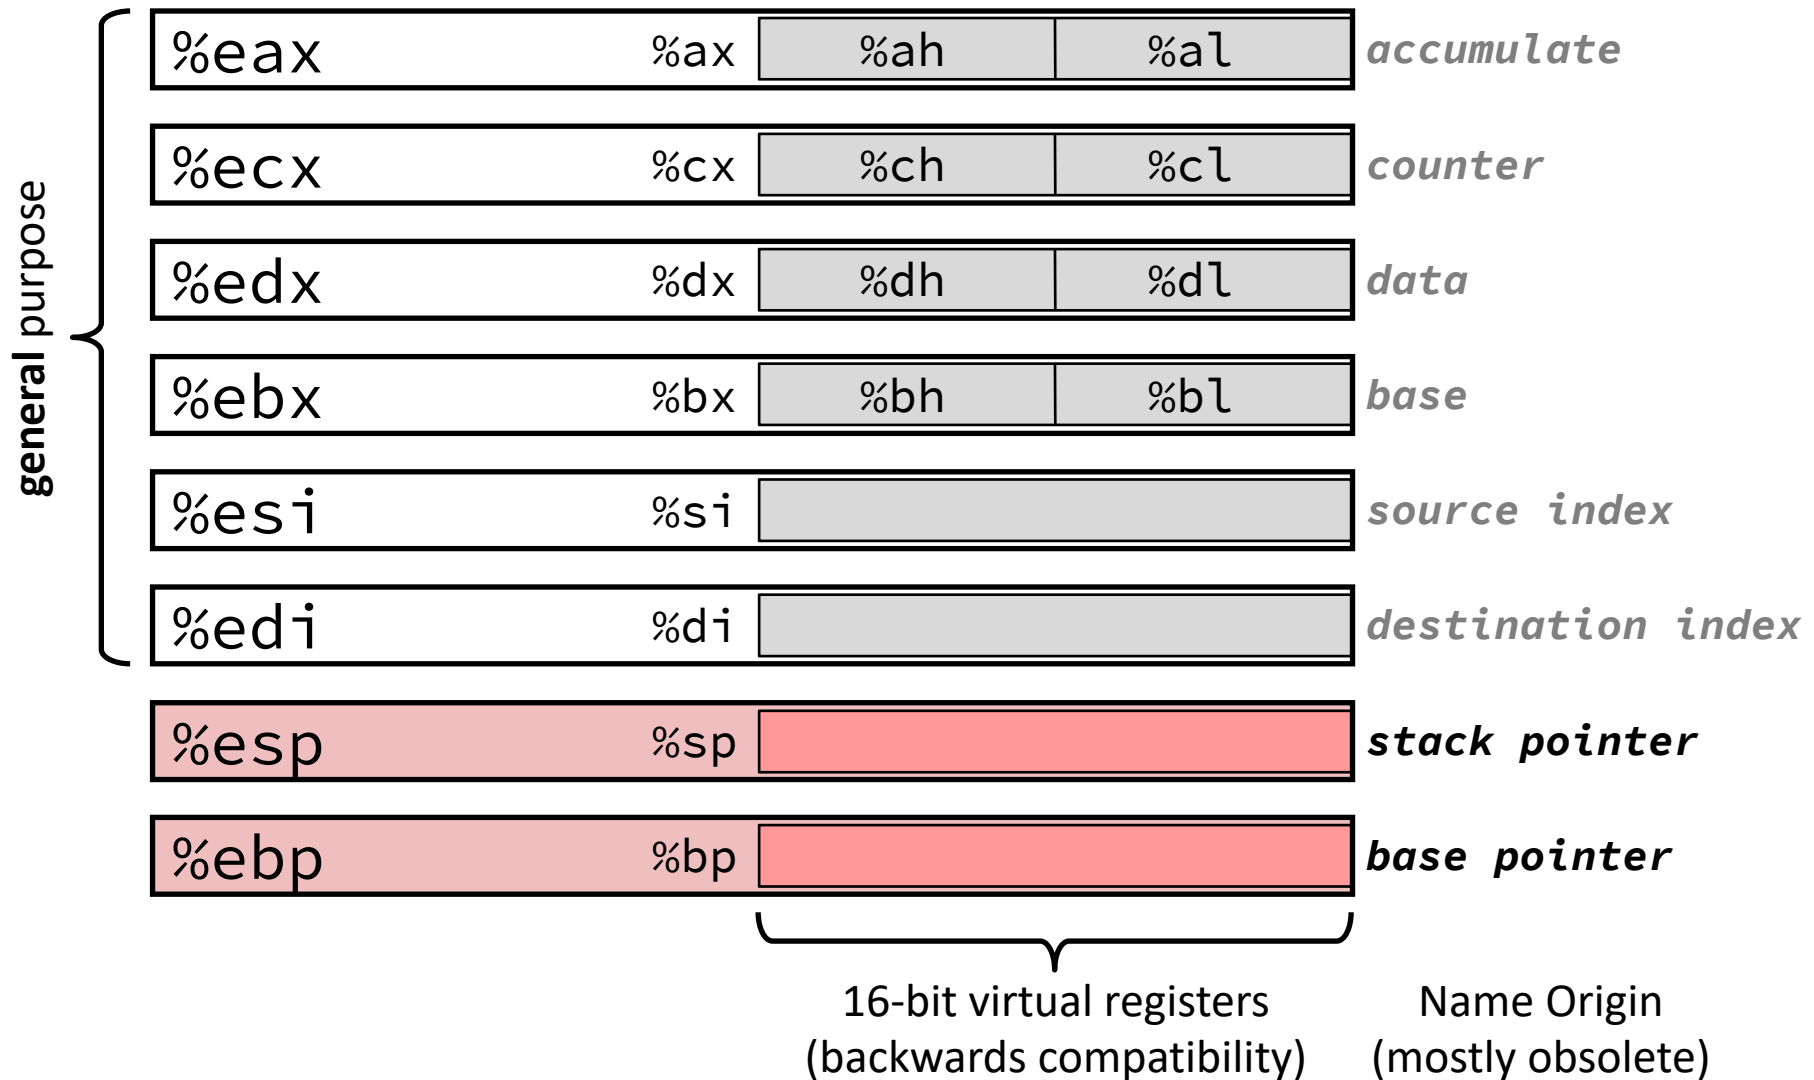 general purpose
%eax %ax %ah %al accumulate
%ecx %cx %ch %cl counter
%edx %dx %dh %dl data
%ebx %bx %bh %bl base
%esi %si source index
%edi %di destination index
%esp %sp stack pointer
%ebp %bp base pointer
16-bit virtual registers
(backwards compatibility)
Name Origin
(mostly obsolete)